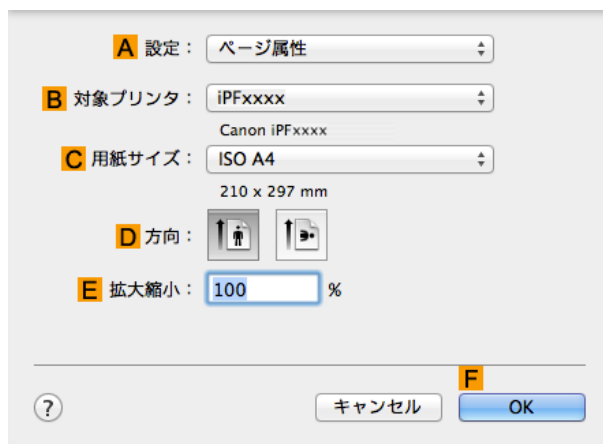 A 設定： ページ属性
B 対象プリンタ： iPFxxxx
Canon iPFxxxx
C 用紙サイズ： ISO A4
210 x 297 mm
D 方向：
E 拡大縮小： 100 %
F
? キャンセル OK